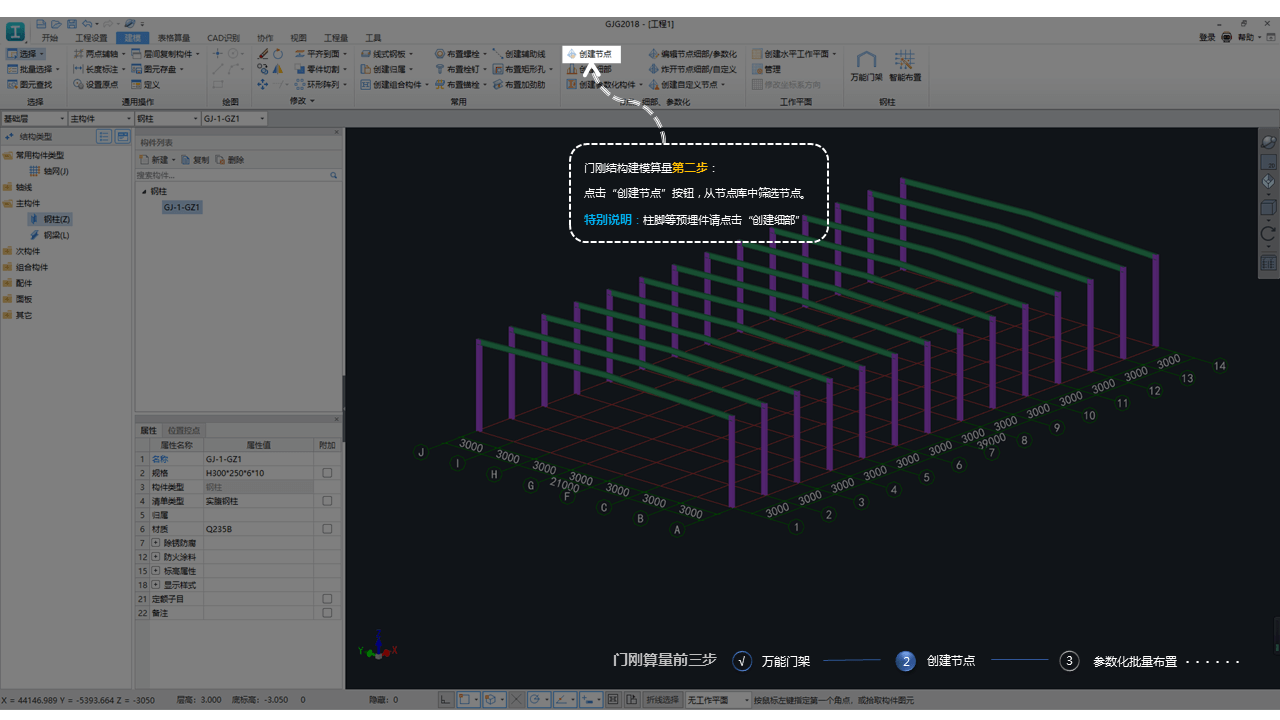 GJG2018 - [工程1]
开始 工程设置 建模 表格算量 CAD识别 协作 视图 工程量 工具
登录 帮助
选择 两点辅轴 层间复制构件 平齐到面 线式钢板 布置螺栓 创建辅助线 创建节点 编辑节点细部/参数化 创建水平工作平面
批量选择 长度标注 图元存盘 零件切割 创建归属 布置栓钉 布置矩形孔 创建细部 炸开节点细部/自定义 管理 万能门架 智能布置
图元查找 设置原点 定义 环形阵列 创建组合构件 布置锚栓 布置加劲肋 创建参数化构件 创建自定义节点 修改坐标系方向
选择 通用操作 绘图 修改 常用 细部、参数化 工作平面 钢柱
基础层 主构件 钢柱 GJ-1-GZ1
结构类型
常用构件类型
轴网(J)
轴线
主构件
钢柱(Z)
钢梁(L)
次构件
组合构件
配件
面板
其它
构件列表
新建 复制 删除
搜索构件...
钢柱
GJ-1-GZ1
属性 位置控点
属性名称 属性值 附加
1 名称 GJ-1-GZ1
2 规格 H300*250*6*10
3 构件类型 钢柱
4 清单类型 实腹钢柱
5 归属
6 材质 Q235B
7 + 除锈防腐
12 + 防火涂料
15 + 标高属性
18 + 显示样式
21 定额子目
22 备注
门刚结构建模算量第二步：
点击“创建节点”按钮，从节点库中筛选节点。
特别说明：柱脚等预埋件请点击“创建细部”
J I H G F C B A
3000 3000 3000 3000 3000 3000 3000
21000
1 2 3 4 5 6 7 8 9 10 11 12 13 14
3000 3000 3000 3000 3000 3000 3000 3000 3000 3000 3000 3000 3000
39000
Z
Y X
门刚算量前三步 √ 万能门架 2 创建节点 3 参数化批量布置 ······
X = 44146.989 Y = -5393.664 Z = -3050 层高: 3.000 底标高: -3.050 0 隐藏: 0 折线选择 无工作平面 按鼠标左键指定第一个角点，或拾取构件图元